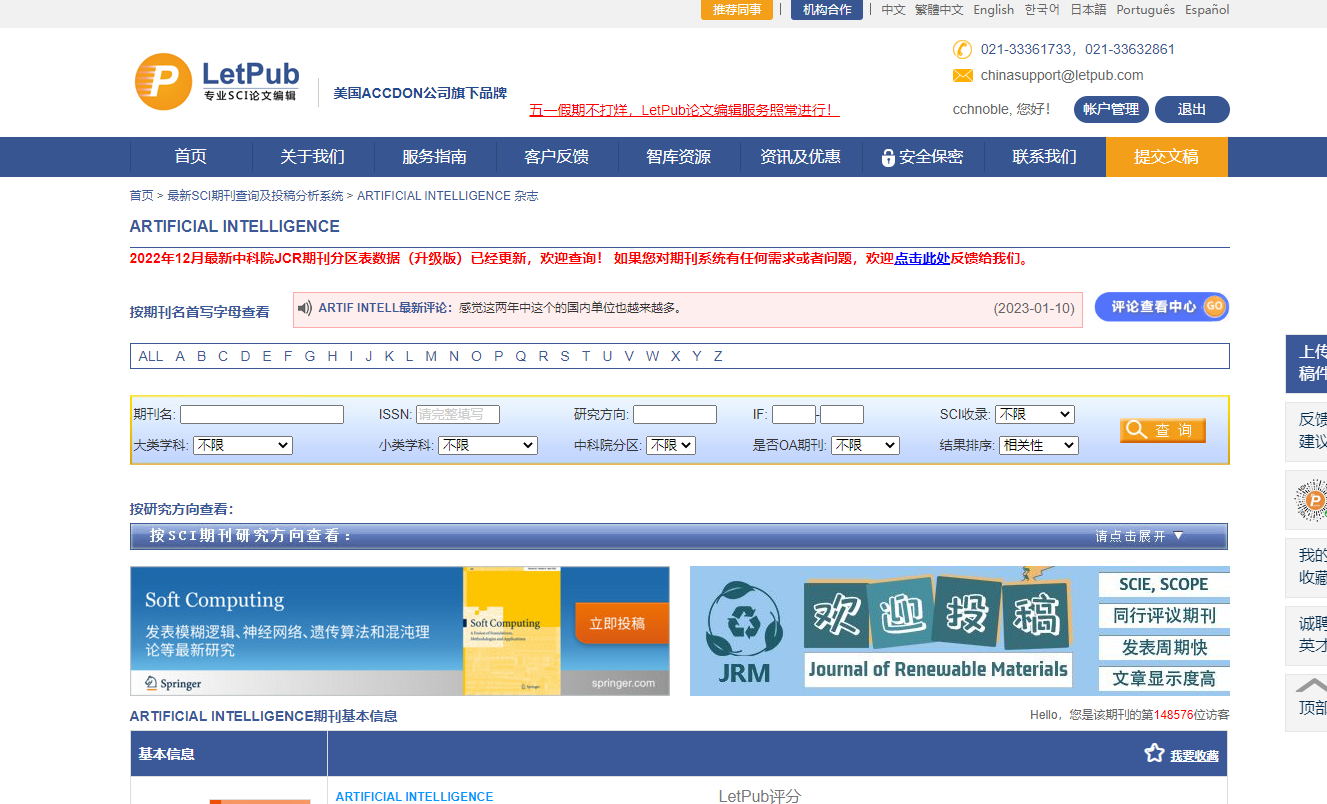 推荐同事 | 机构合作 | 中文 繁體中文 English 한국어 日本語 Português Español
LetPub
专业SCI论文编辑
美国ACCDON公司旗下品牌
五一假期不打烊，LetPub论文编辑服务照常进行！
021-33361733，021-33632861
chinasupport@letpub.com
cchnoble, 您好！ 帐户管理 退出
首页 关于我们 服务指南 客户反馈 智库资源 资讯及优惠 安全保密 联系我们 提交文稿
首页 > 最新SCI期刊查询及投稿分析系统 > ARTIFICIAL INTELLIGENCE 杂志
ARTIFICIAL INTELLIGENCE
2022年12月最新中科院JCR期刊分区表数据（升级版）已经更新，欢迎查询！ 如果您对期刊系统有任何需求或者问题，欢迎点击此处反馈给我们。
按期刊名首写字母查看
ARTIF INTELL最新评论：感觉这两年中这个的国内单位也越来越多。 (2023-01-10)
评论查看中心 GO
ALL A B C D E F G H I J K L M N O P Q R S T U V W X Y Z
期刊名: ISSN: 请完整填写 研究方向: IF: - SCI收录: 不限
大类学科: 不限 小类学科: 不限 中科院分区: 不限 是否OA期刊: 不限 结果排序: 相关性
查 询
按研究方向查看：
按SCI期刊研究方向查看： 请点击展开 ▼
Soft Computing
发表模糊逻辑、神经网络、遗传算法和混沌理
论等最新研究
Springer
Soft Computing
立即投稿
springer.com
JRM
欢迎投稿
Journal of Renewable Materials
SCIE, SCOPE
同行评议期刊
发表周期快
文章显示度高
ARTIFICIAL INTELLIGENCE期刊基本信息
Hello，您是该期刊的第148576位访客
基本信息 我要收藏
ARTIFICIAL INTELLIGENCE LetPub评分
上传
稿件
反馈
建议
我的
收藏
诚聘
英才
顶部